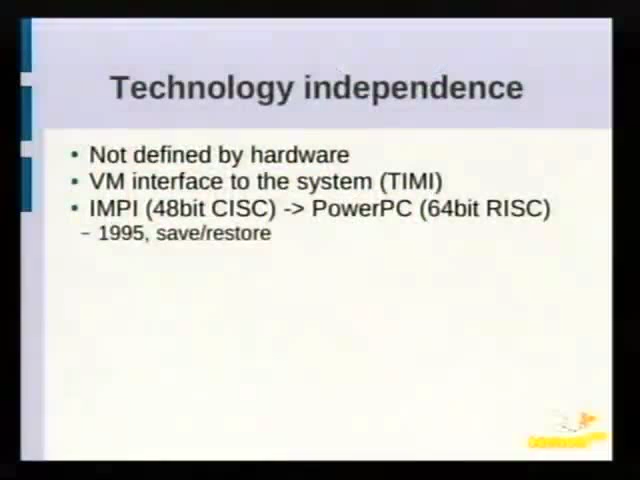 Technology independence
• Not defined by hardware
• VM interface to the system (TIMI)
• IMPI (48bit CISC) -> PowerPC (64bit RISC)
– 1995, save/restore